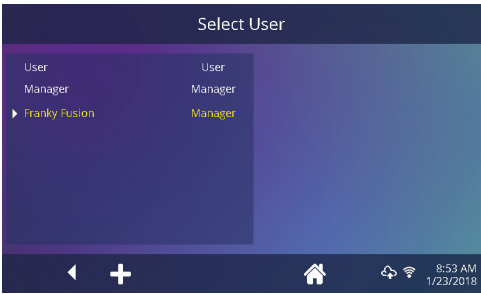 Select User
User User
Manager Manager
Franky Fusion Manager
8:53 AM
1/23/2018